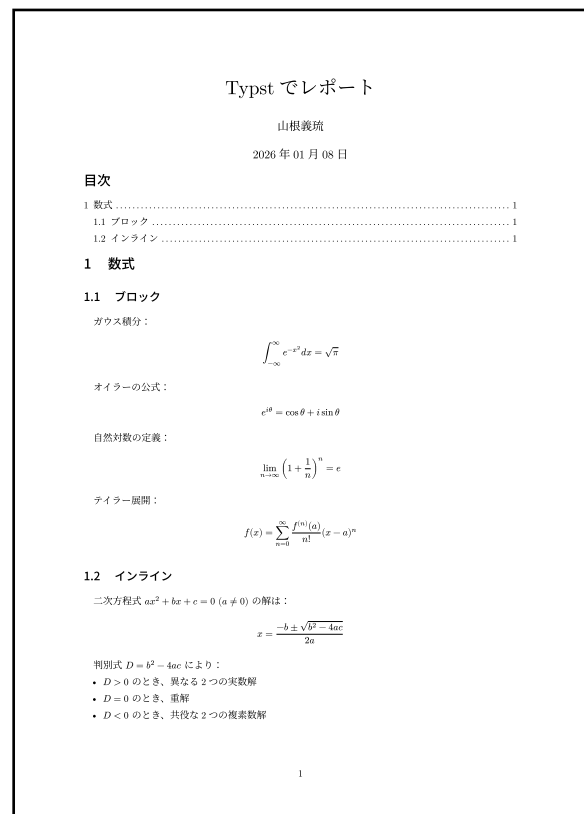 Typst でレポート
山根義琉
2026 年 01 月 08 日
目次
1 数式 ........ 1
1.1 ブロック ........ 1
1.2 インライン ........ 1
1 数式
1.1 ブロック
ガウス積分：
∫_{-∞}^{∞} e^{-x^2} dx = √π
オイラーの公式：
e^{iθ} = cos θ + i sin θ
自然対数の定義：
lim_{n→∞} (1 + 1/n)^n = e
テイラー展開：
f(x) = ∑_{n=0}^{∞} f^{(n)}(a)/n! (x − a)^n
1.2 インライン
二次方程式 ax^2 + bx + c = 0 (a ≠ 0) の解は：
x = (−b ± √(b^2 − 4ac))/2a
判別式 D = b^2 − 4ac により：
• D > 0 のとき、異なる 2 つの実数解
• D = 0 のとき、重解
• D < 0 のとき、共役な 2 つの複素数解
1